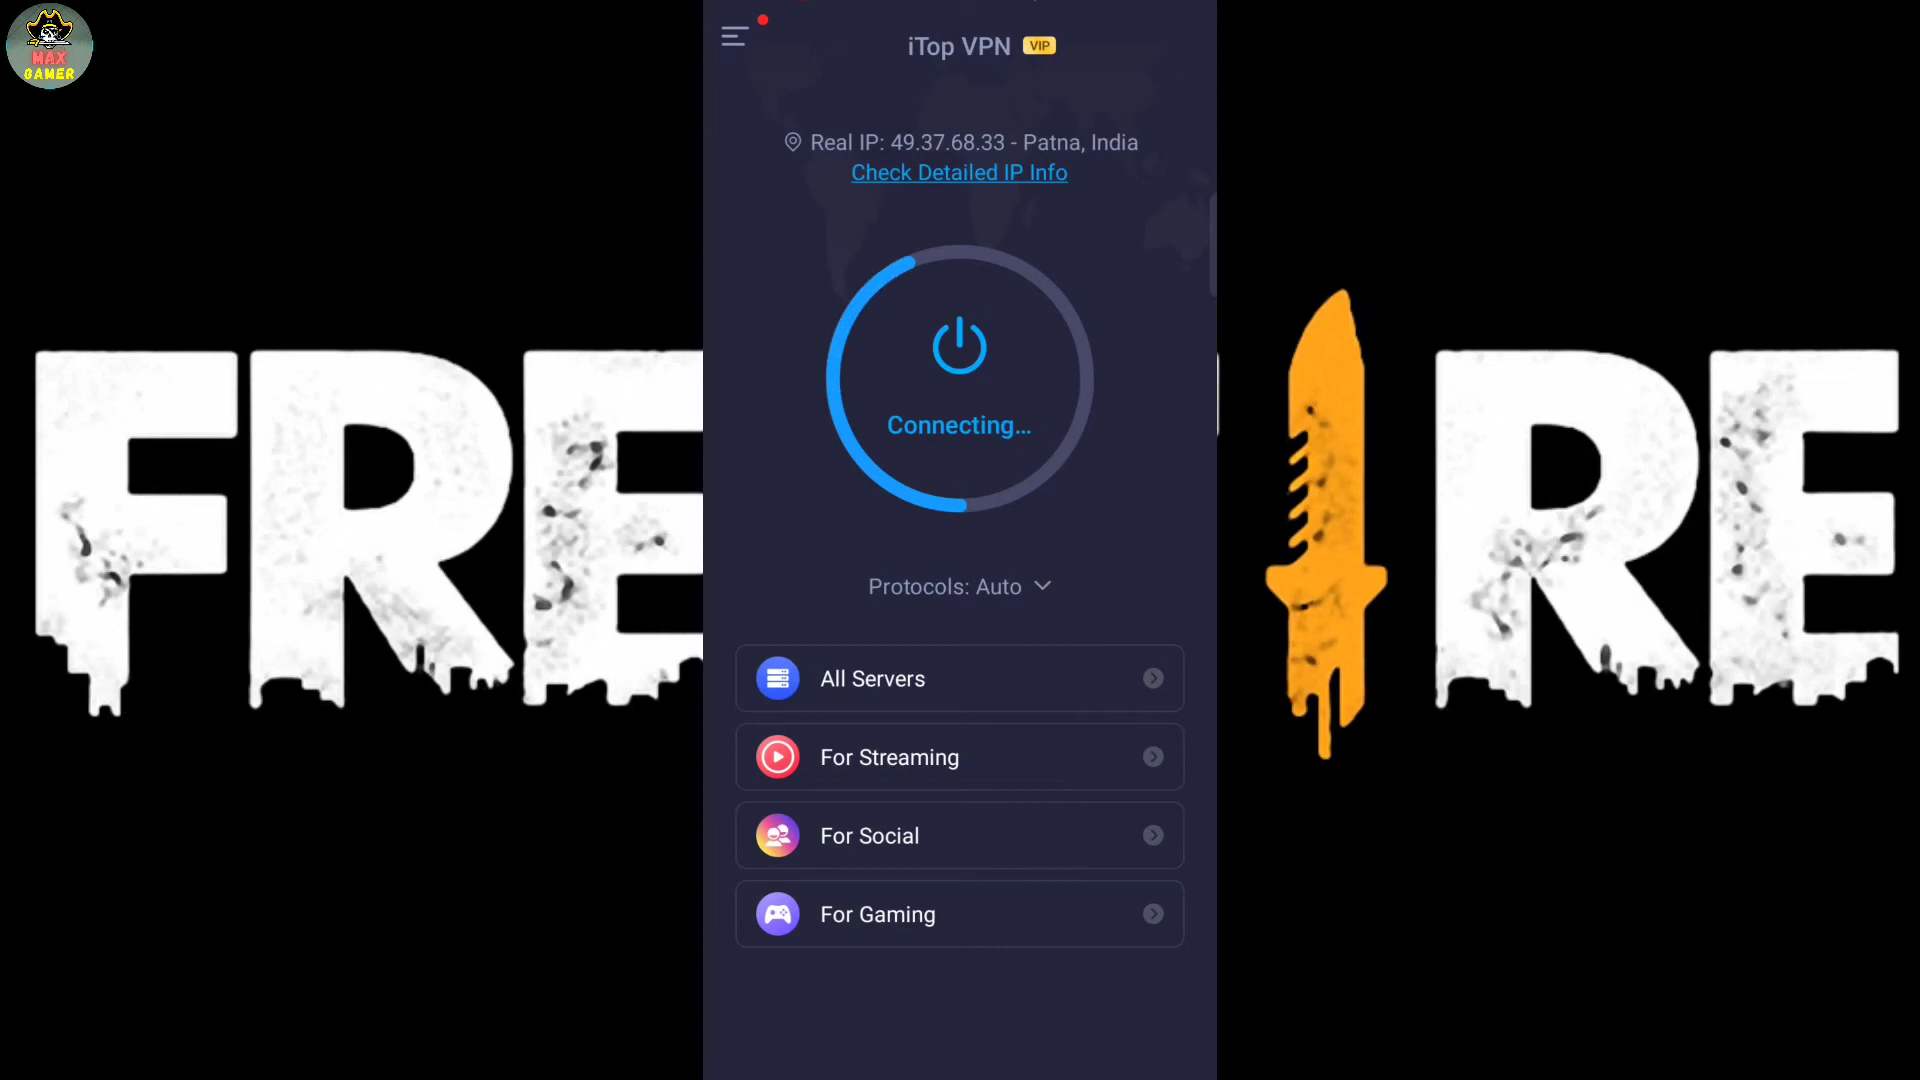 MAX
GAMER
iTop VPN VIP
Real IP: 49.37.68.33 - Patna, India
Check Detailed IP Info
Connecting...
Protocols: Auto
All Servers
For Streaming
For Social
For Gaming
FRE RE